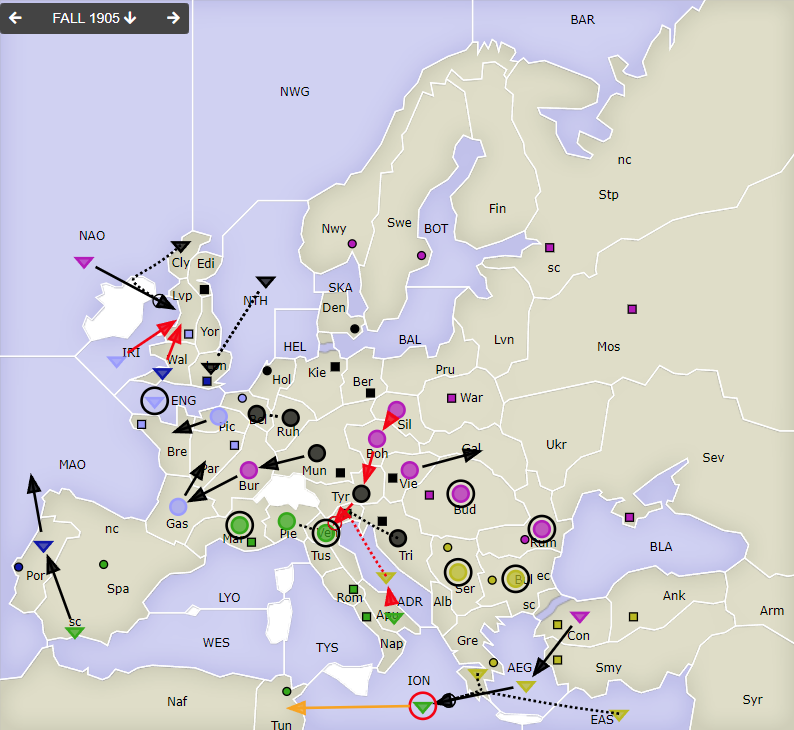 FALL 1905
BAR
NWG
nc
Stp
Fin
Swe
BOT
Nwy
NAO
sc
Cly Edi
SKA
Lvp
NTH
Den
Mos
Yor
BAL
Lvn
HEL
IRI
Wal
Kie
Ber
Pru
Hol
War
ENG
Pic
Bel
Ruh
Sil
Bre
Boh
Gal
Ukr
Sev
MAO
Par
Bur
Mun
Vie
Tyr
Gas
Bud
nc
Mar
Pie
Ven
Tus
Tri
Rum
BLA
Por
Spa
Ser
Bul
ec
LYO
Rom
ADR
Alb
sc
Ank
Arm
sc
Apu
WES
TYS
Nap
Gre
Con
AEG
Smy
ION
Naf
Syr
Tun
EAS